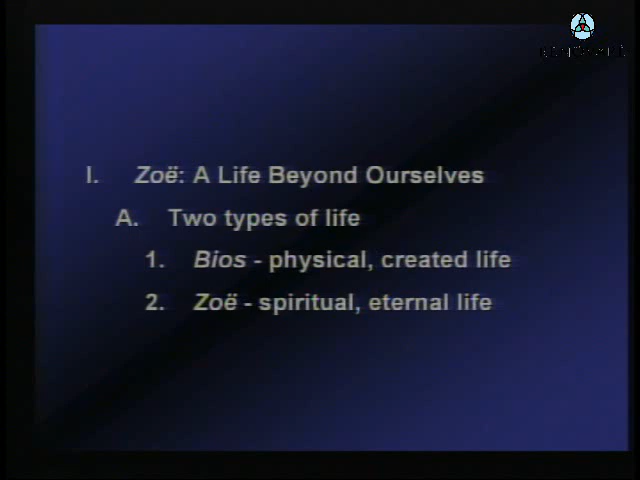 I. Zoë: A Life Beyond Ourselves
A. Two types of life
1. Bios - physical, created life
2. Zoë - spiritual, eternal life